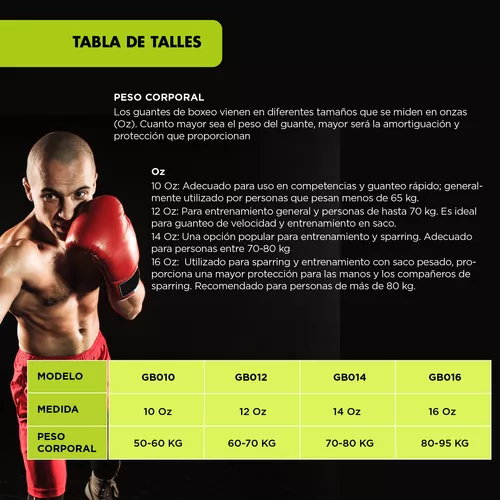 TABLA DE TALLES
PESO CORPORAL
Los guantes de boxeo vienen en diferentes tamaños que se miden en onzas
(Oz). Cuanto mayor sea el peso del guante, mayor será la amortiguación y
protección que proporcionan
Oz
10 Oz: Adecuado para uso en competencias y guanteo rápido; general-
mente utilizado por personas que pesan menos de 65 kg.
12 Oz: Para entrenamiento general y personas de hasta 70 kg. Es ideal
para guanteo de velocidad y entrenamiento en saco.
14 Oz: Una opción popular para entrenamiento y sparring. Adecuado
para personas entre 70-80 kg
16 Oz: Utilizado para sparring y entrenamiento con saco pesado, pro-
porciona una mayor protección para las manos y los compañeros de
sparring. Recomendado para personas de más de 80 kg.
MODELO GB010 GB012 GB014 GB016
MEDIDA 10 Oz 12 Oz 14 Oz 16 Oz
PESO
CORPORAL 50-60 KG 60-70 KG 70-80 KG 80-95 KG